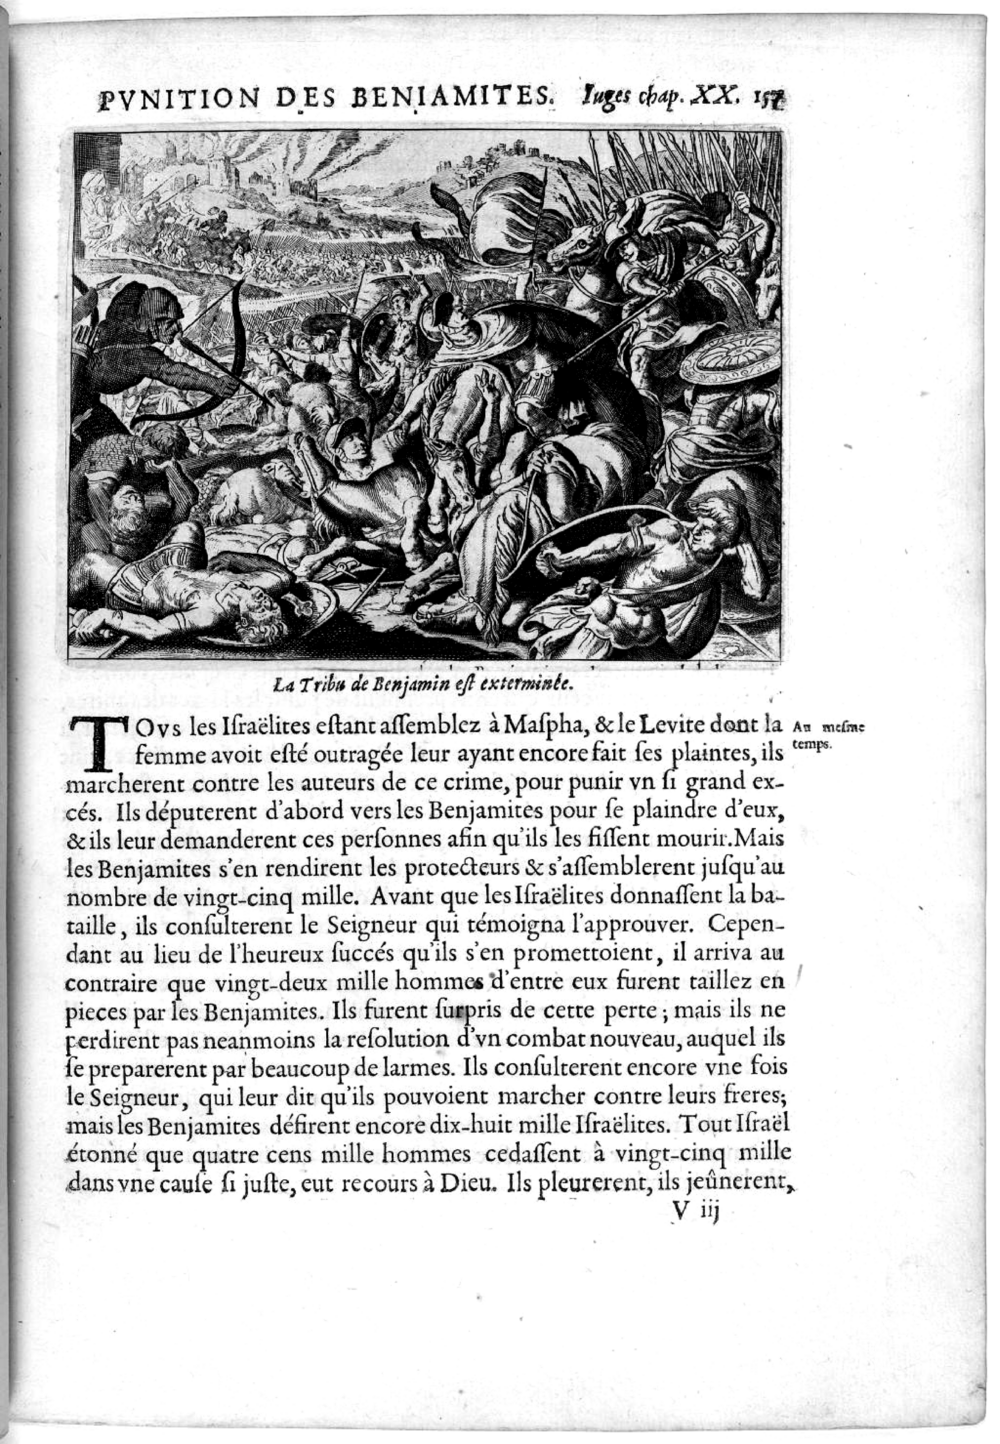 PVNITION DES BENIAMITES. Iuges chap. XX. 157
La Tribu de Benjamin eſt exterminée.
TOvs les Iſraëlites eſtant aſſemblez à Maſpha, & le Levite dont la
Au meſme
temps.
femme avoit eſté outragée leur ayant encore fait ſes plaintes, ils
marcherent contre les auteurs de ce crime, pour punir vn ſi grand ex-
cés. Ils députerent d'abord vers les Benjamites pour ſe plaindre d'eux,
& ils leur demanderent ces perſonnes afin qu'ils les fiſſent mourir. Mais
les Benjamites s'en rendirent les protecteurs & s'aſſemblerent juſqu'au
nombre de vingt-cinq mille. Avant que les Iſraëlites donnaſſent la ba-
taille, ils conſulterent le Seigneur qui témoigna l'approuver. Cepen-
dant au lieu de l'heureux ſuccés qu'ils s'en promettoient, il arriva au
contraire que vingt-deux mille hommes d'entre eux furent taillez en
pieces par les Benjamites. Ils furent ſurpris de cette perte; mais ils ne
perdirent pas neanmoins la reſolution d'vn combat nouveau, auquel ils
ſe preparerent par beaucoup de larmes. Ils conſulterent encore vne fois
le Seigneur, qui leur dit qu'ils pouvoient marcher contre leurs freres;
mais les Benjamites défirent encore dix-huit mille Iſraëlites. Tout Iſraël
étonné que quatre cens mille hommes cedaſſent à vingt-cinq mille
dans vne cauſe ſi juſte, eut recours à Dieu. Ils pleurerent, ils jeûnerent,
V iij